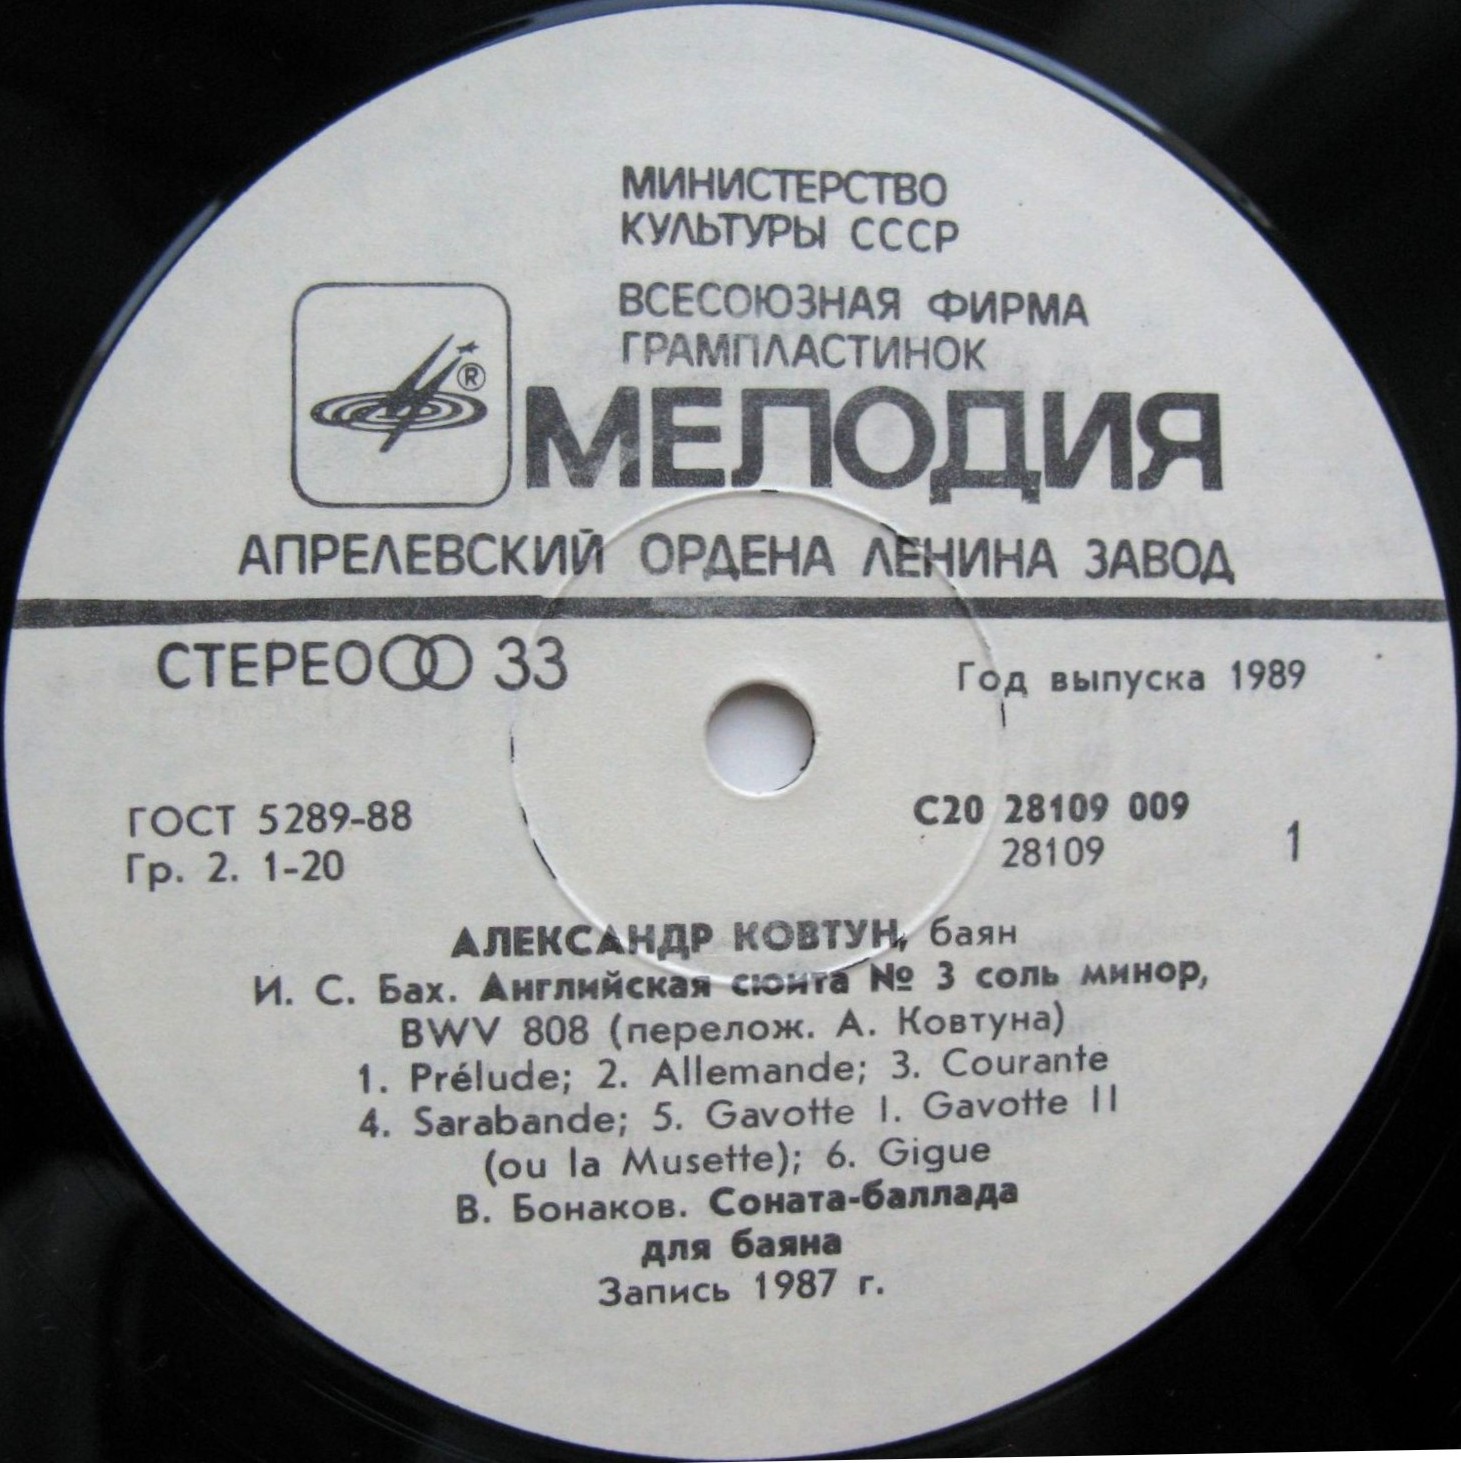 МИНИСТЕРСТВО
КУЛЬТУРЫ СССР
ВСЕСОЮЗНАЯ ФИРМА
ГРАМПЛАСТИНОК
®
МЕЛОДИЯ
АПРЕЛЕВСКИЙ ОРДЕНА ЛЕНИНА ЗАВОД
СТЕРЕО 33
Год выпуска 1989
ГОСТ 5289-88
Гр. 2. 1-20
С20 28109 009
28109
1
АЛЕКСАНДР КОВТУН, баян
И. С. Бах. Английская сюита № 3 соль минор,
BWV 808 (перелож. А. Ковтуна)
1. Prélude; 2. Allemande; 3. Courante
4. Sarabande; 5. Gavotte I. Gavotte II
(ou la Musette); 6. Gigue
В. Бонаков. Соната-баллада
для баяна
Запись 1987 г.